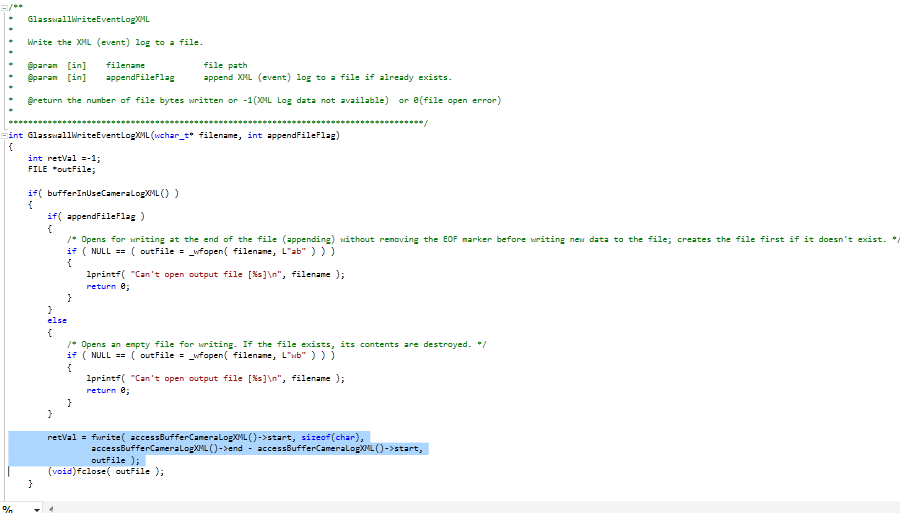 /**
*   GlasswallWriteEventLogXML
*
*   Write the XML (event) log to a file.
*
*   @param  [in]    filename            file path
*   @param  [in]    appendFileFlag      append XML (event) log to a file if already exists.
*
*   @return the number of file bytes written or -1(XML Log data not available)  or 0(file open error)
*
*************************************************************************************/
int GlasswallWriteEventLogXML(wchar_t* filename, int appendFileFlag)
{
    int retVal =-1;
    FILE *outFile;

    if( bufferInUseCameraLogXML() )
    {
        if( appendFileFlag )
        {
            /* Opens for writing at the end of the file (appending) without removing the EOF marker before writing new data to the file; creates the file first if it doesn't exist. */
            if ( NULL == ( outFile = _wfopen( filename, L"ab" ) ) )
            {
                lprintf( "Can't open output file [%s]\n", filename );
                return 0;
            }
        }
        else
        {
            /* Opens an empty file for writing. If the file exists, its contents are destroyed. */
            if ( NULL == ( outFile = _wfopen( filename, L"wb" ) ) )
            {
                lprintf( "Can't open output file [%s]\n", filename );
                return 0;
            }
        }

        retVal = fwrite( accessBufferCameraLogXML()->start, sizeof(char),
                 accessBufferCameraLogXML()->end - accessBufferCameraLogXML()->start,
                 outFile );
        (void)fclose( outFile );
    }
%